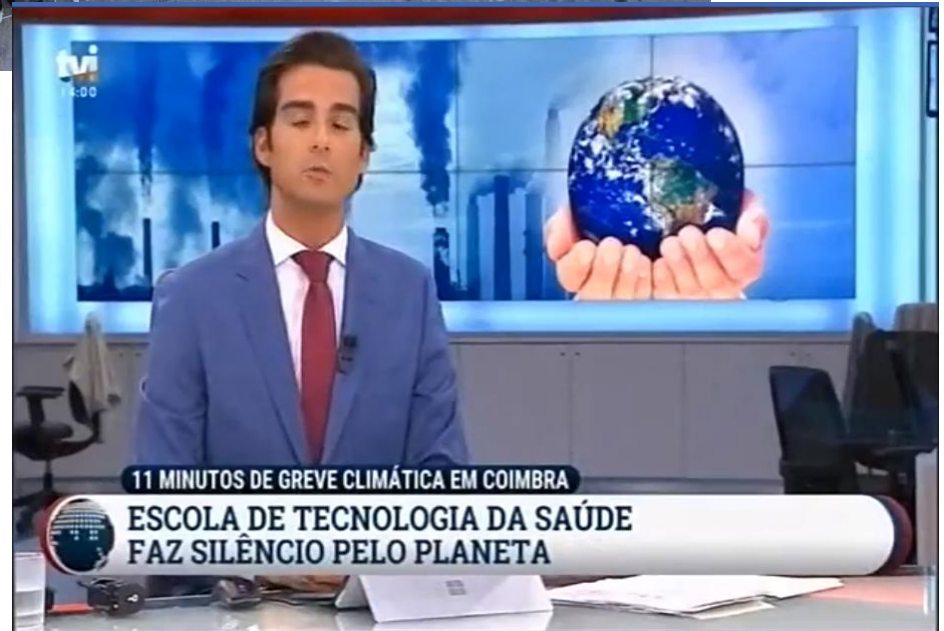 tvi
14:00
11 MINUTOS DE GREVE CLIMÁTICA EM COIMBRA
ESCOLA DE TECNOLOGIA DA SAÚDE
FAZ SILÊNCIO PELO PLANETA